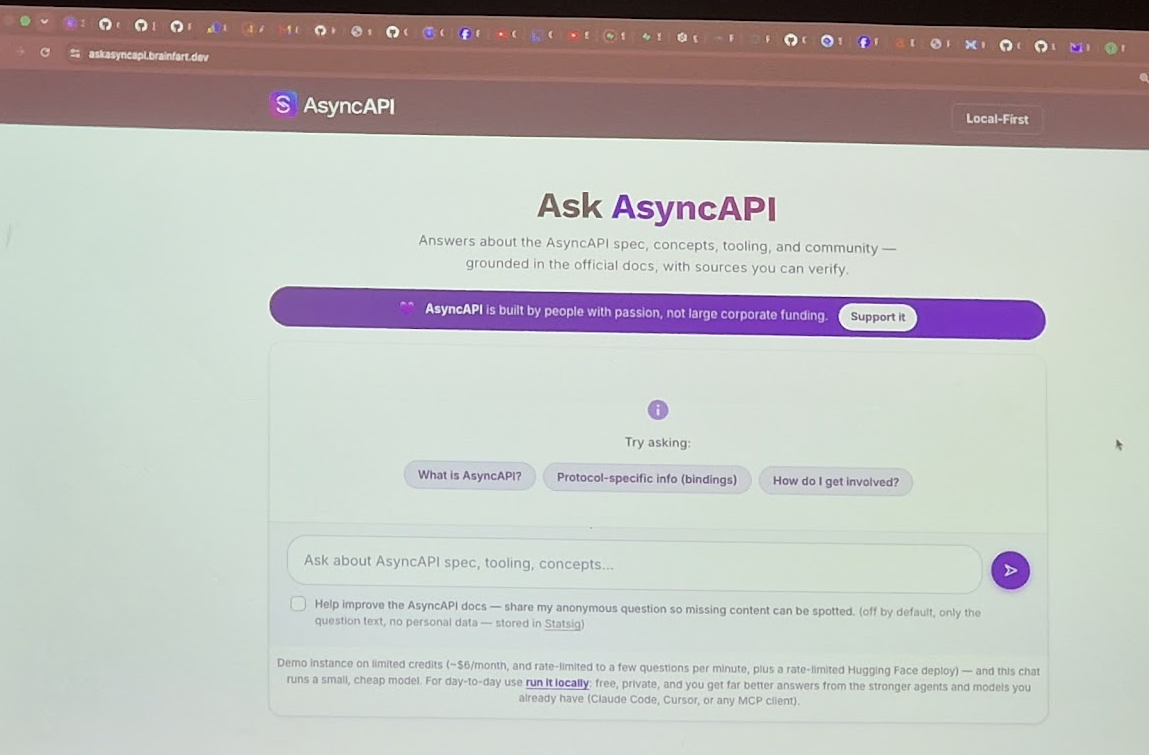 askasyncapi.brainfart.dev
AsyncAPI
Local-First
Ask AsyncAPI
Answers about the AsyncAPI spec, concepts, tooling, and community —
grounded in the official docs, with sources you can verify.
AsyncAPI is built by people with passion, not large corporate funding. Support it
Try asking:
What is AsyncAPI? Protocol-specific info (bindings) How do I get involved?
Ask about AsyncAPI spec, tooling, concepts...
Help improve the AsyncAPI docs — share my anonymous question so missing content can be spotted. (off by default, only the
question text, no personal data — stored in Statsig)
Demo instance on limited credits (~$6/month, and rate-limited to a few questions per minute, plus a rate-limited Hugging Face deploy) — and this chat
runs a small, cheap model. For day-to-day use run it locally: free, private, and you get far better answers from the stronger agents and models you
already have (Claude Code, Cursor, or any MCP client).